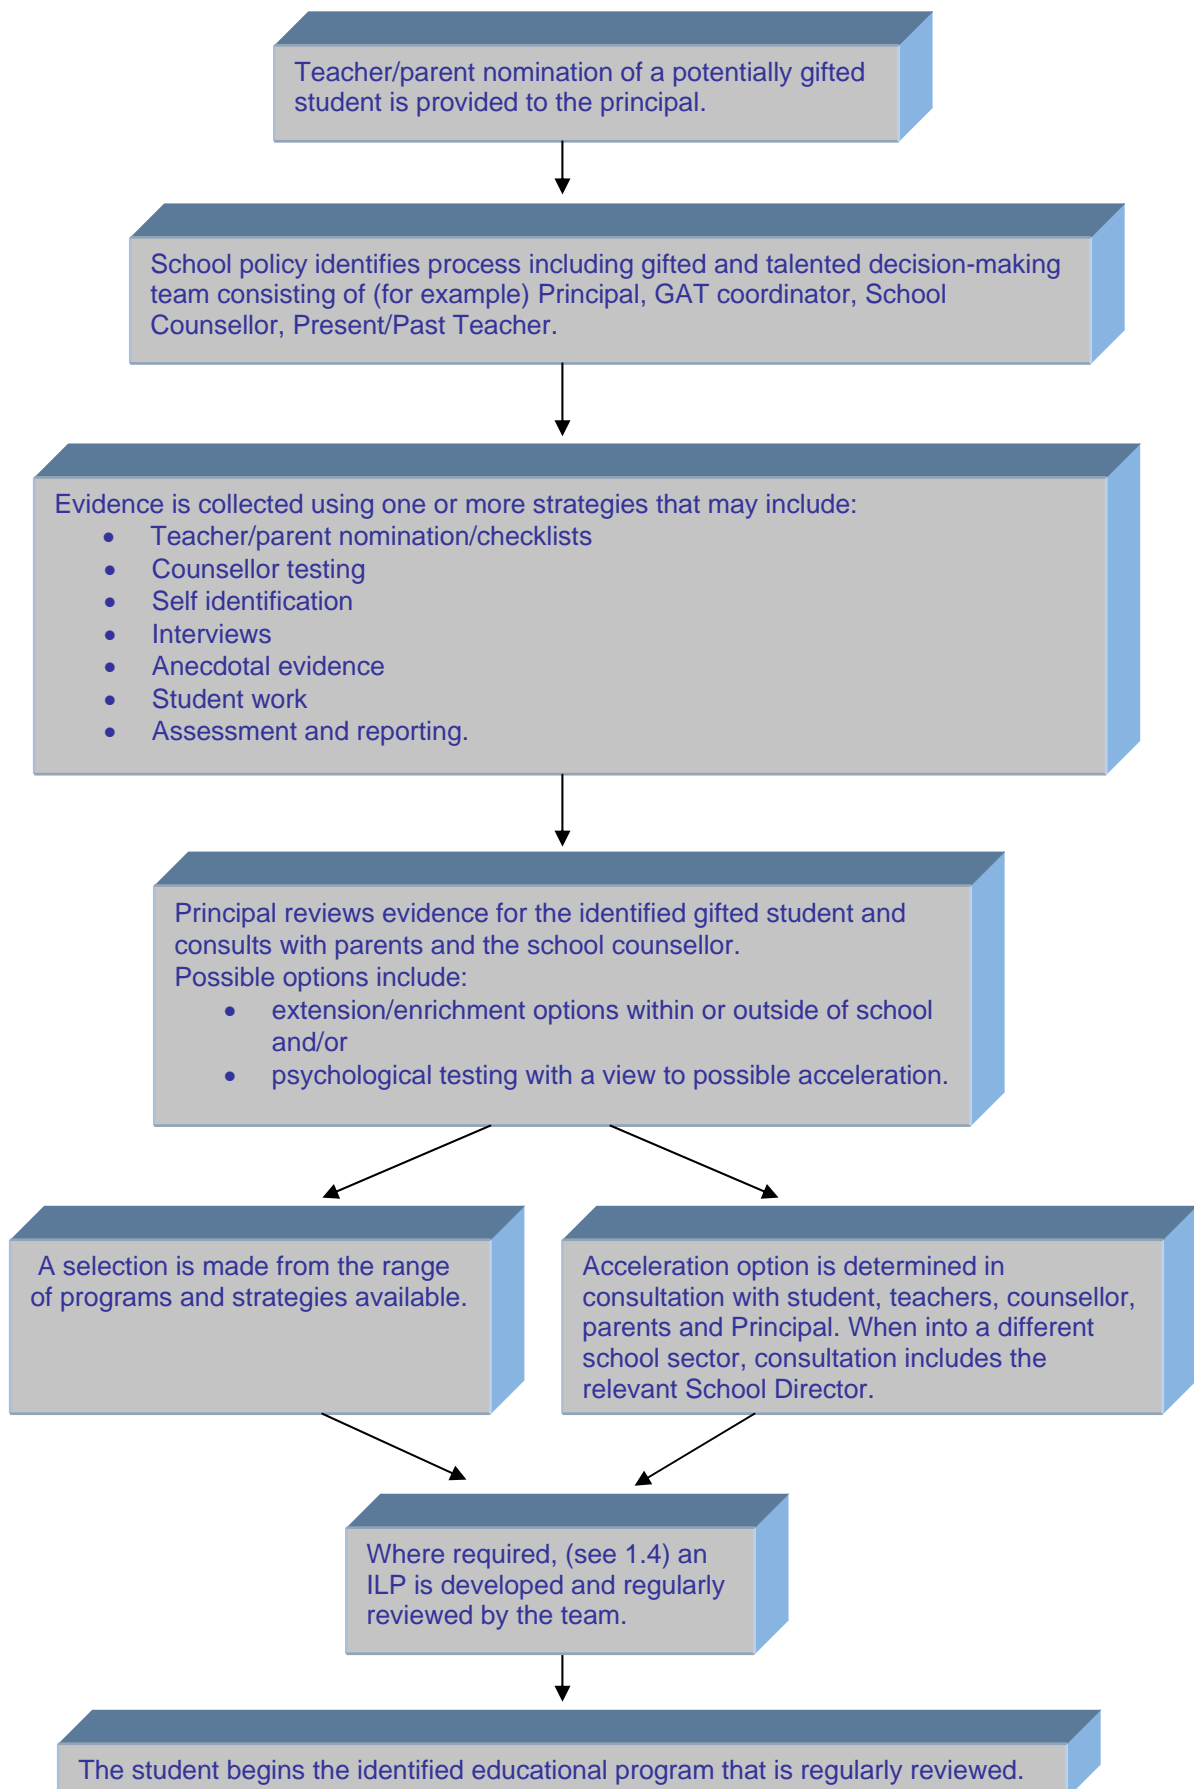 Teacher/parent nomination of a potentially gifted
student is provided to the principal.
School policy identifies process including gifted and talented decision-making
team consisting of (for example) Principal, GAT coordinator, School
Counsellor, Present/Past Teacher.
Evidence is collected using one or more strategies that may include:
• Teacher/parent nomination/checklists
• Counsellor testing
• Self identification
• Interviews
• Anecdotal evidence
• Student work
• Assessment and reporting.
Principal reviews evidence for the identified gifted student and
consults with parents and the school counsellor.
Possible options include:
• extension/enrichment options within or outside of school
and/or
• psychological testing with a view to possible acceleration.
A selection is made from the range
of programs and strategies available.
Acceleration option is determined in
consultation with student, teachers, counsellor,
parents and Principal. When into a different
school sector, consultation includes the
relevant School Director.
Where required, (see 1.4) an
ILP is developed and regularly
reviewed by the team.
The student begins the identified educational program that is regularly reviewed.